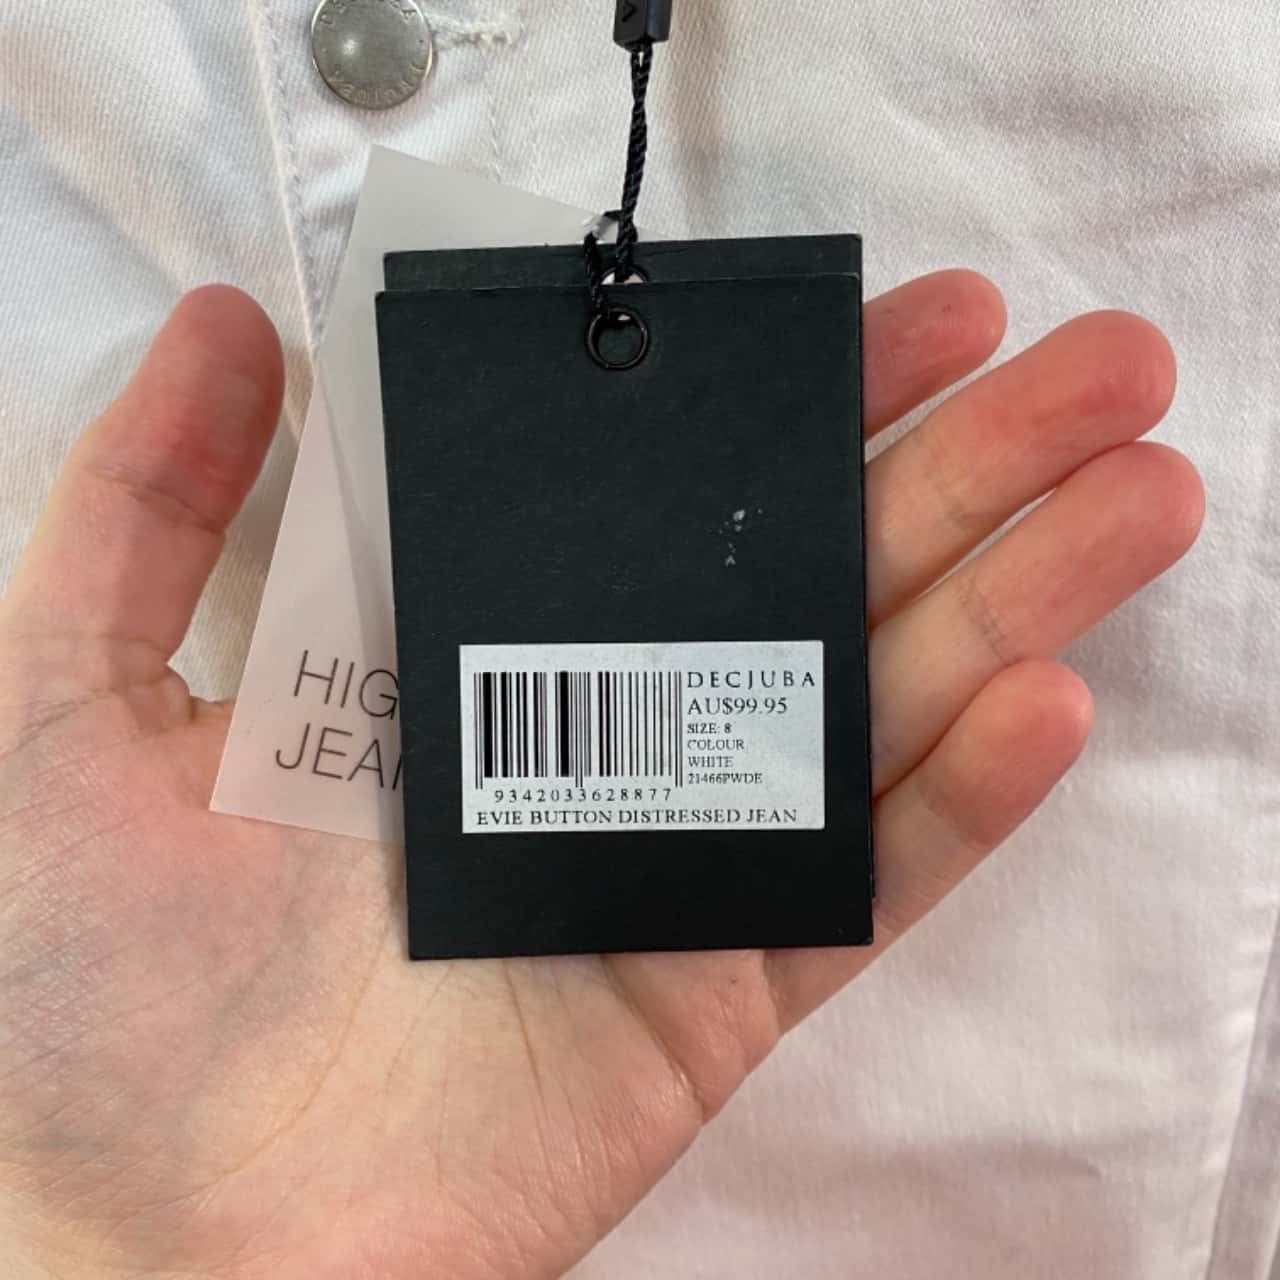 HIG
JEA
DECJUBA
AU$99.95
SIZE: 8
COLOUR
WHITE
21466PWDE
9342033628877
EVIE BUTTON DISTRESSED JEAN